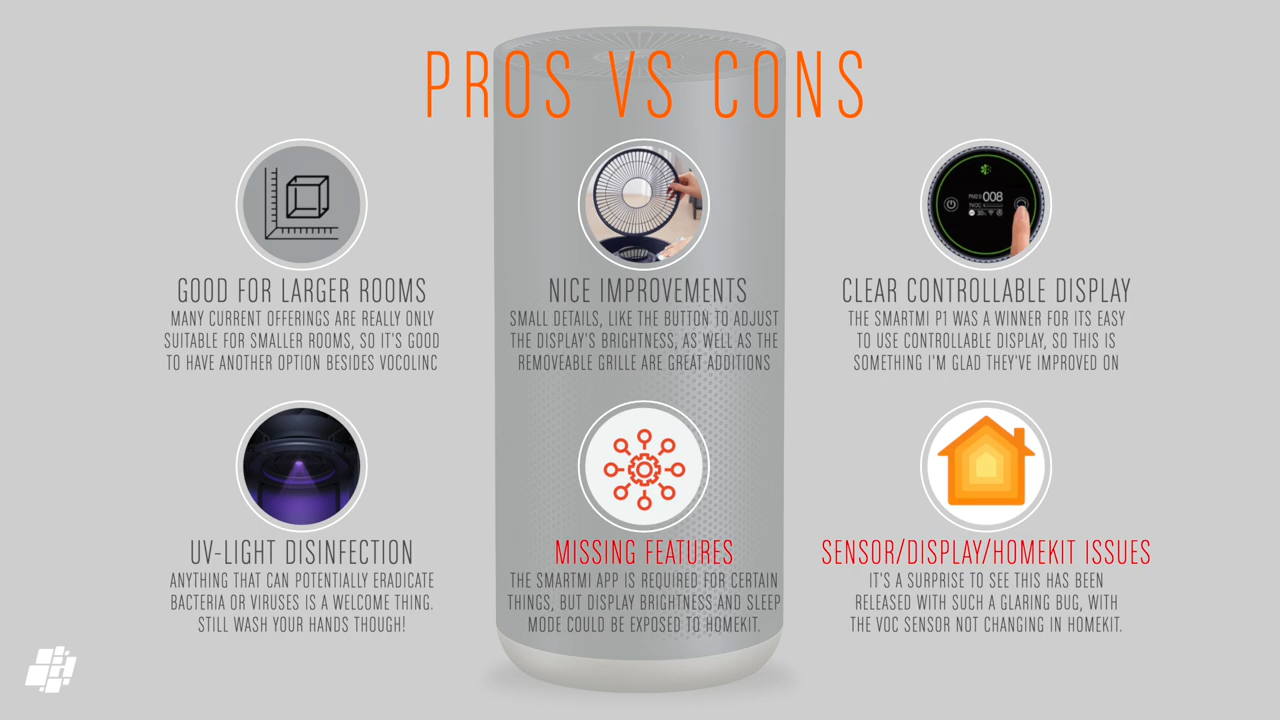 PROS VS CONS
PM2.5 008
GOOD FOR LARGER ROOMS
MANY CURRENT OFFERINGS ARE REALLY ONLY
SUITABLE FOR SMALLER ROOMS, SO IT'S GOOD
TO HAVE ANOTHER OPTION BESIDES VOCOLINC
NICE IMPROVEMENTS
SMALL DETAILS, LIKE THE BUTTON TO ADJUST
THE DISPLAY'S BRIGHTNESS, AS WELL AS THE
REMOVEABLE GRILLE ARE GREAT ADDITIONS
CLEAR CONTROLLABLE DISPLAY
THE SMARTMI P1 WAS A WINNER FOR ITS EASY
TO USE CONTROLLABLE DISPLAY, SO THIS IS
SOMETHING I'M GLAD THEY'VE IMPROVED ON
UV-LIGHT DISINFECTION
ANYTHING THAT CAN POTENTIALLY ERADICATE
BACTERIA OR VIRUSES IS A WELCOME THING.
STILL WASH YOUR HANDS THOUGH!
MISSING FEATURES
THE SMARTMI APP IS REQUIRED FOR CERTAIN
THINGS, BUT DISPLAY BRIGHTNESS AND SLEEP
MODE COULD BE EXPOSED TO HOMEKIT.
SENSOR/DISPLAY/HOMEKIT ISSUES
IT'S A SURPRISE TO SEE THIS HAS BEEN
RELEASED WITH SUCH A GLARING BUG, WITH
THE VOC SENSOR NOT CHANGING IN HOMEKIT.